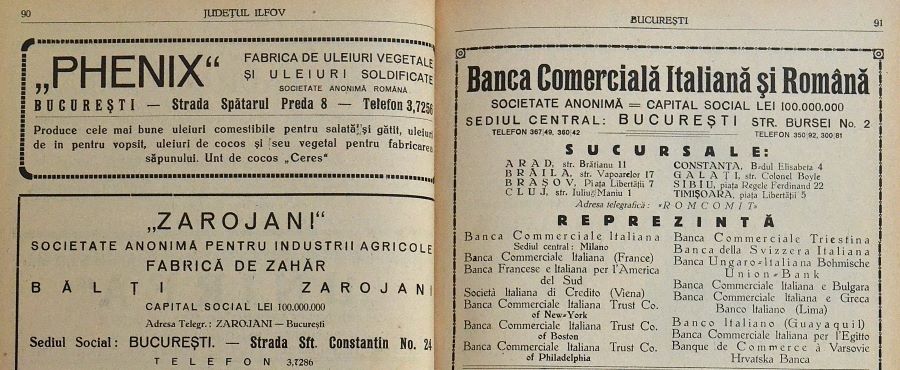 90 JUDEȚUL ILFOV
„PHENIX“
FABRICA DE ULEIURI VEGETALE
ȘI ULEIURI SOLDIFICATE
SOCIETATE ANONIMĂ ROMÂNĂ
BUCUREȘTI — Strada Spătarul Preda 8 — Telefon 3,7256
Produce cele mai bune uleiuri comestibile pentru salată și gătit, uleiuri
de in pentru vopsit, uleiuri de cocos și seu vegetal pentru fabricarea
săpunului. Unt de cocos „Ceres“
„ZAROJANI“
SOCIETATE ANONIMĂ PENTRU INDUSTRII AGRICOLE
FABRICĂ DE ZAHĂR
BĂLȚI ZAROJANI
CAPITAL SOCIAL LEI 100.000.000
Adresa Telegr.: ZAROJANI — București
Sediul Social: BUCUREȘTI. — Strada Sft. Constantin No. 24
TELEFON 3,7286
BUCUREȘTI 91
Banca Comercială Italiană și Română
SOCIETATE ANONIMĂ = CAPITAL SOCIAL LEI 100.000.000
SEDIUL CENTRAL: BUCUREȘTI STR. BURSEI No. 2
TELEFON 367/49, 360/42 TELEFON 350/92, 300/81
SUCURSALE:
ARAD, str. Brătianu 11
BRĂILA, str. Vapoarelor 17
BRAȘOV, Piața Libertății 7
CLUJ, str. Iuliu Maniu 1
CONSTANȚA, B-dul Elisabeta 4
GALAȚI, str. Colonel Boyle
SIBIU, piața Regele Ferdinand 22
TIMIȘOARA, piața Libertății 5
Adresa telegrafică: «ROMCOMIT»
REPREZINTĂ
Banca Commerciale Italiana
Sediul central: Milano
Banca Commerciale Italiana (France)
Banca Francese e Italiana per l'America
del Sud
Società Italiana di Credito (Viena)
Banca Commerciale Italiana Trust Co.
of New-York
Banca Commerciale Italiana Trust Co.
of Boston
Banca Commerciale Italiana Trust Co.
of Philadelphia
Banca Commerciale Triestina
Banca della Svizzera Italiana
Banca Ungaro-Italiana Bohmische
Union-Bank
Banca Commerciale Italiana e Bulgara
Banca Commerciale Italiana e Greca
Banco Italiano (Lima)
Banco Italiano (Guayaquil)
Banca Commerciale Italiana per l'Egitto
Banque de Commerce à Varsovie
Hrvatska Banca